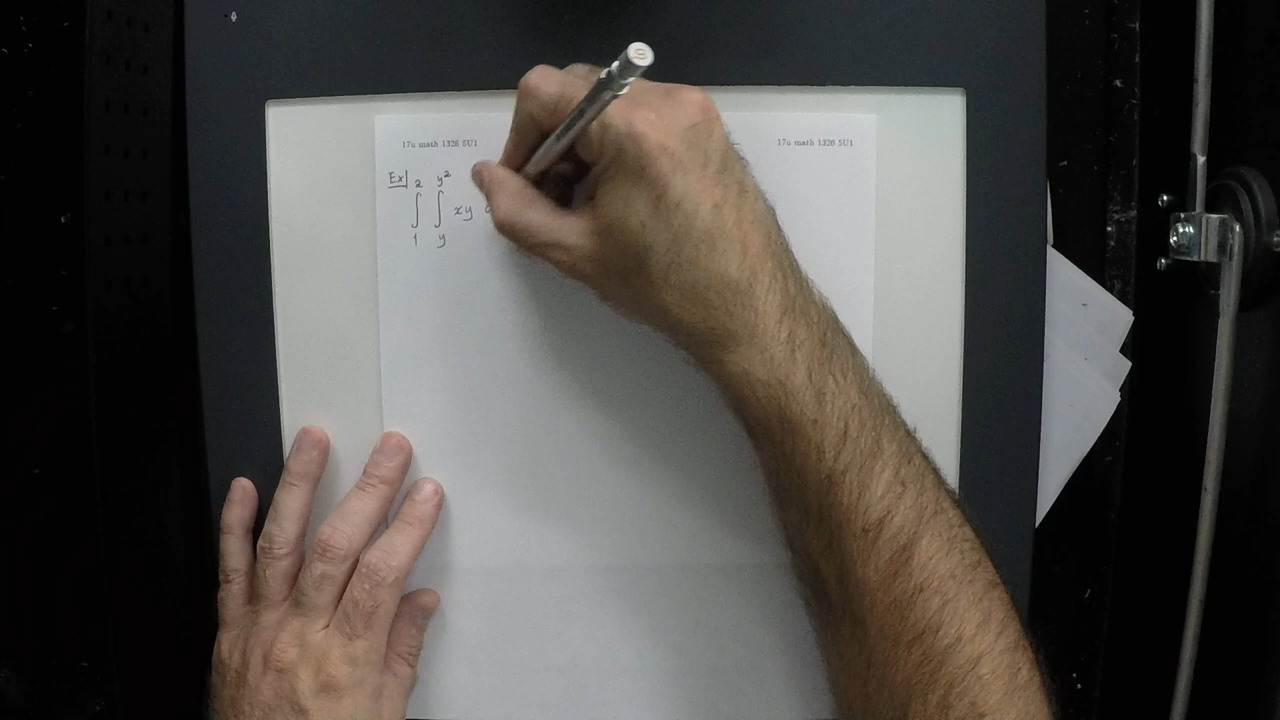 17u math 1326 5U1 17u math 1326 5U1
Ex
2 y²
∫ ∫ xy
1 y